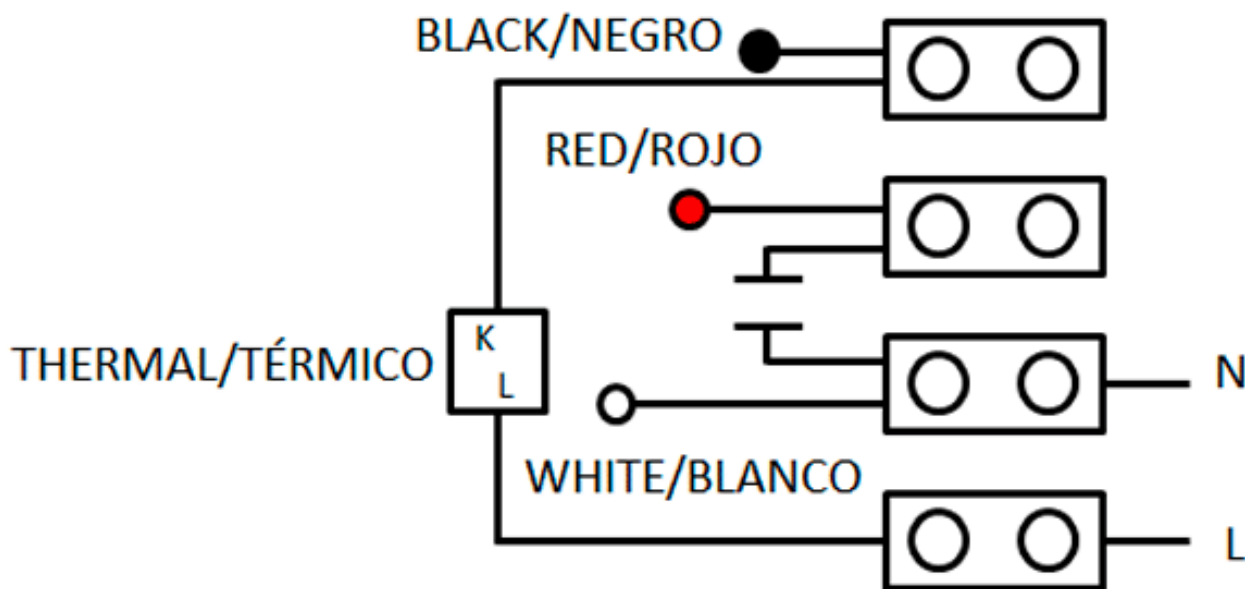 BLACK/NEGRO
RED/ROJO
K
THERMAL/TÉRMICO
L
N
WHITE/BLANCO
L